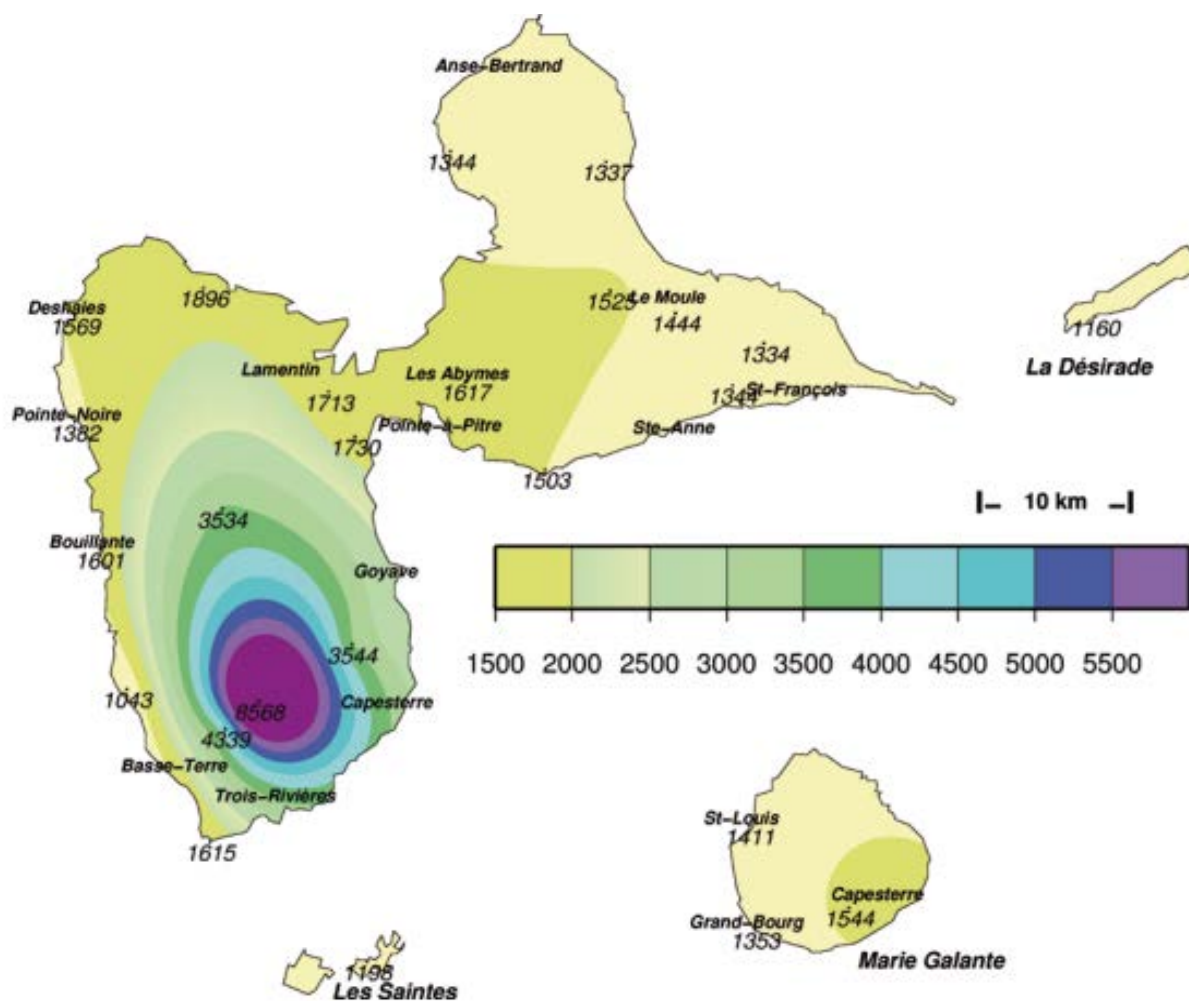 Anse-Bertrand
1344
1337
1896
Deshaies
1569
1525
Le Moule
1444
1160
La Désirade
1334
Lamentin
Les Abymes
1617
1344
St-François
1713
Pointe-Noire
1382
Pointe-à-Pitre
Ste-Anne
1730
1503
10 km
3534
Bouillante
1601
Goyave
1500 2000 2500 3000 3500 4000 4500 5000 5500
3544
1043
Capesterre
8568
4339
Basse-Terre
Trois-Rivières
1615
St-Louis
1411
Capesterre
1544
Grand-Bourg
1353
Marie Galante
1198
Les Saintes